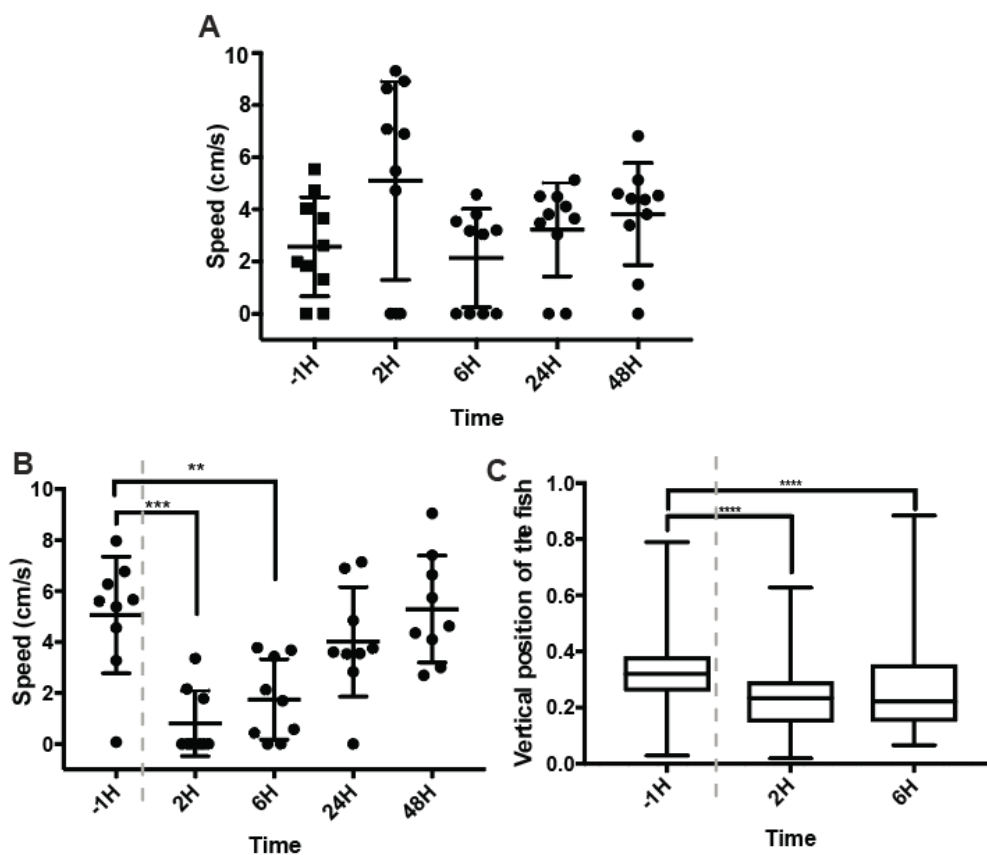 A
Speed (cm/s)
10
8
6
4
2
0
-1H
2H
6H
24H
48H
Time
B
Speed (cm/s)
10
8
6
4
2
0
**
***
-1H
2H
6H
24H
48H
Time
C
Vertical position of the fish
1.0
0.8
0.6
0.4
0.2
0.0
****
****
-1H
2H
6H
Time